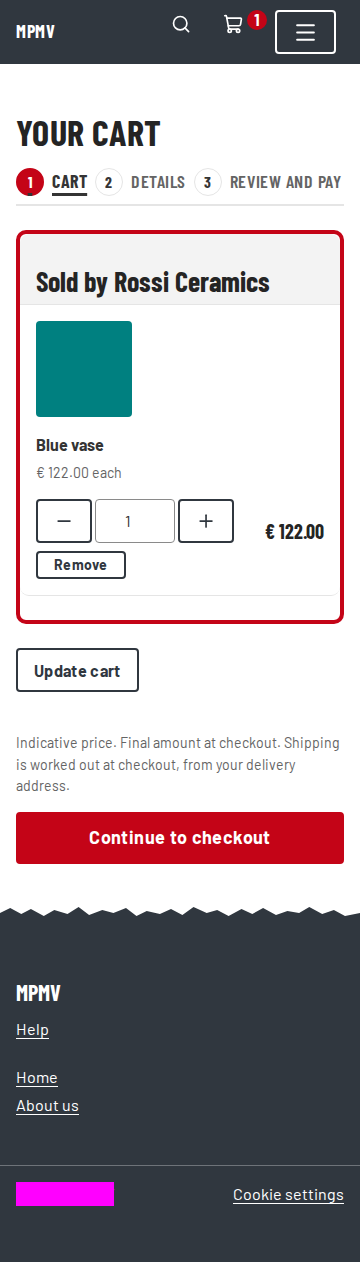 MPMV
1
YOUR CART
1 CART 2 DETAILS 3 REVIEW AND PAY
Sold by Rossi Ceramics
Blue vase
€ 122.00 each
1
€ 122.00
Remove
Update cart
Indicative price. Final amount at checkout. Shipping
is worked out at checkout, from your delivery
address.
Continue to checkout
MPMV
Help
Home
About us
Cookie settings